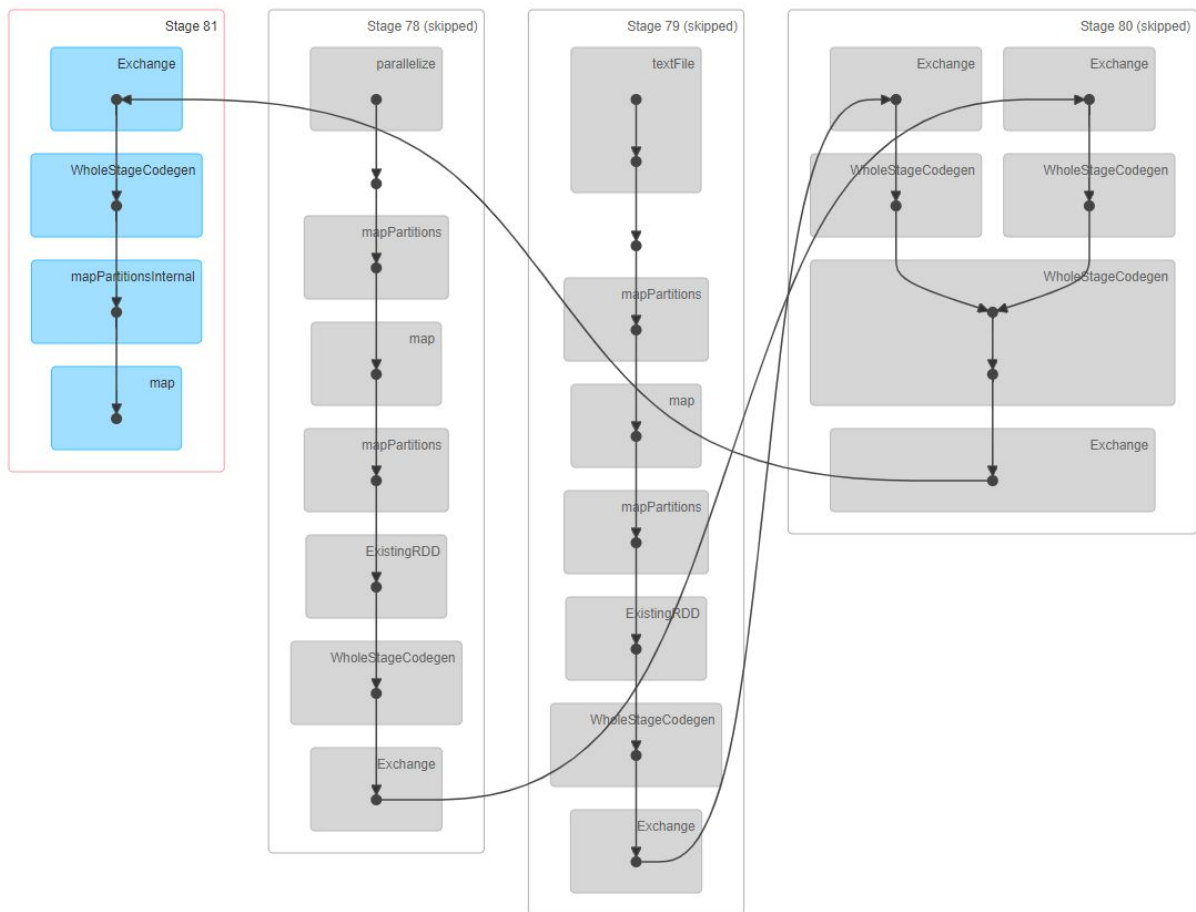 Stage 81
Exchange
WholeStageCodegen
mapPartitionsInternal
map
Stage 78 (skipped)
parallelize
mapPartitions
map
mapPartitions
ExistingRDD
WholeStageCodegen
Exchange
Stage 79 (skipped)
textFile
mapPartitions
map
mapPartitions
ExistingRDD
WholeStageCodegen
Exchange
Stage 80 (skipped)
Exchange
Exchange
WholeStageCodegen
WholeStageCodegen
WholeStageCodegen
Exchange